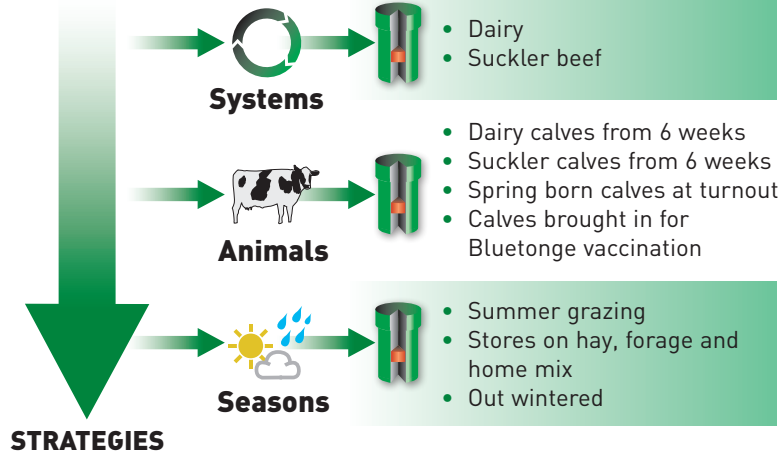 • Dairy
• Suckler beef
Systems
• Dairy calves from 6 weeks
• Suckler calves from 6 weeks
• Spring born calves at turnout
• Calves brought in for
Bluetonge vaccination
Animals
• Summer grazing
• Stores on hay, forage and
home mix
• Out wintered
Seasons
STRATEGIES